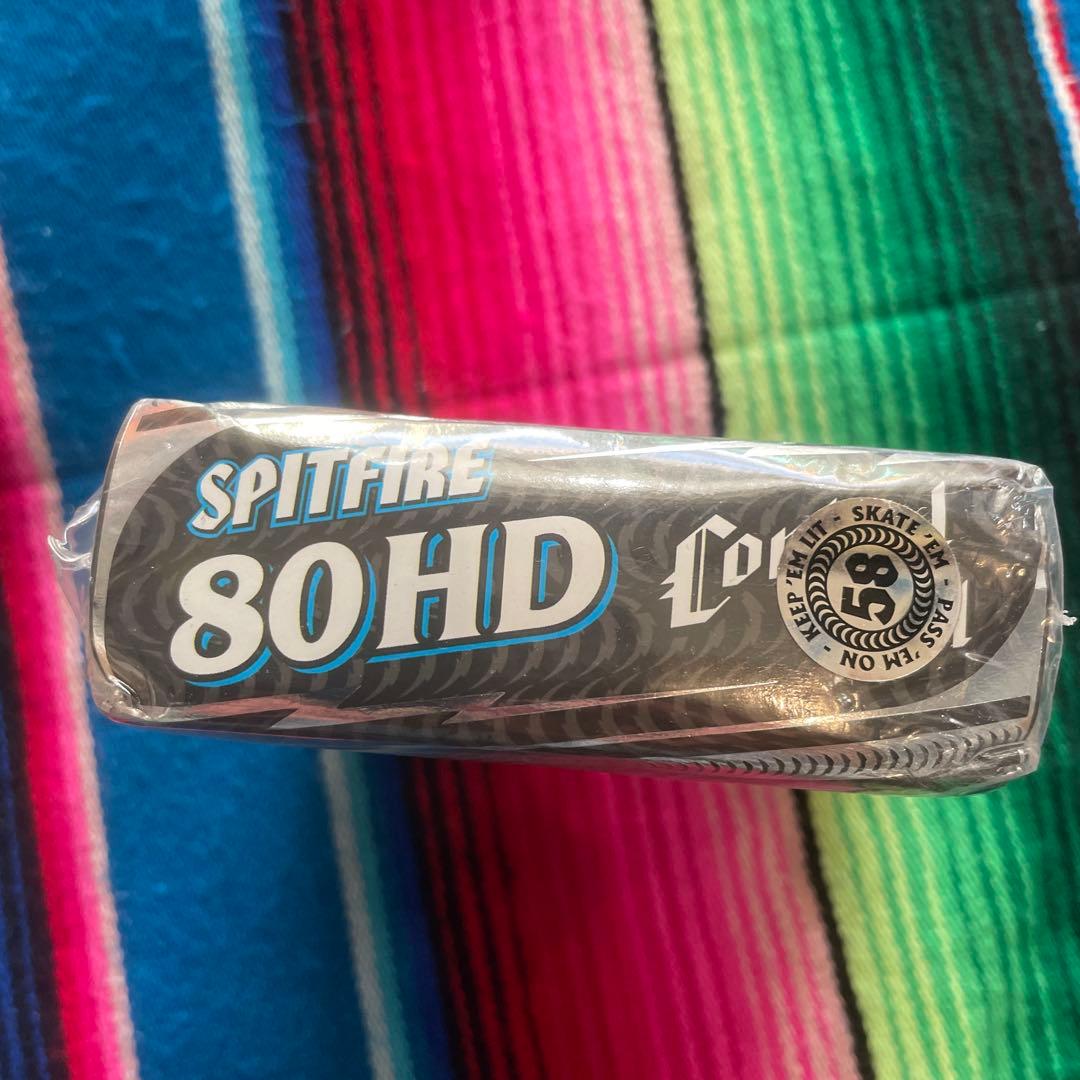 SPITFIRE
80HD
KEEP 'EM LIT - SKATE 'EM - PASS 'EM ON -
58